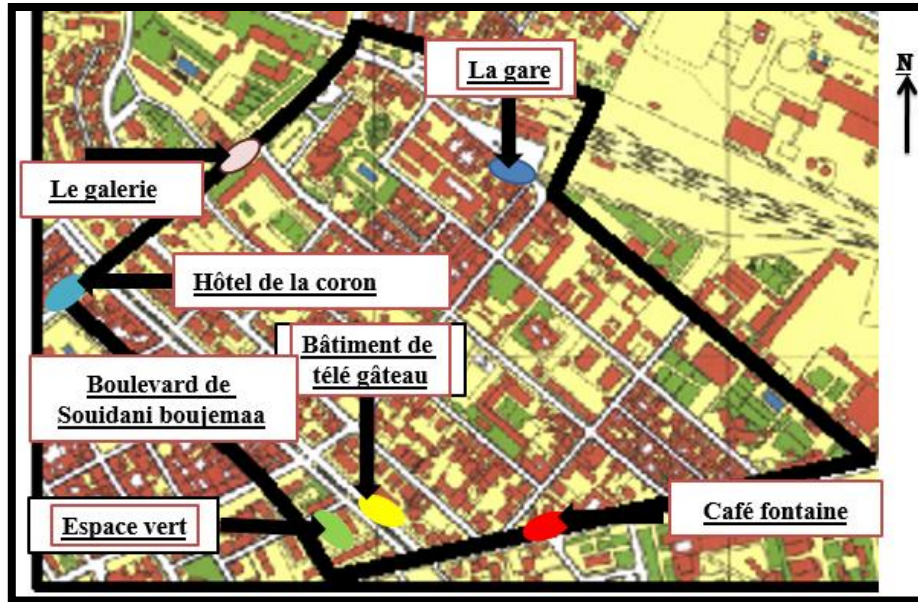 La gare
N
Le galerie
Hôtel de la coron
Bâtiment de
télé gâteau
Boulevard de
Souidani boujemaa
Espace vert
Café fontaine